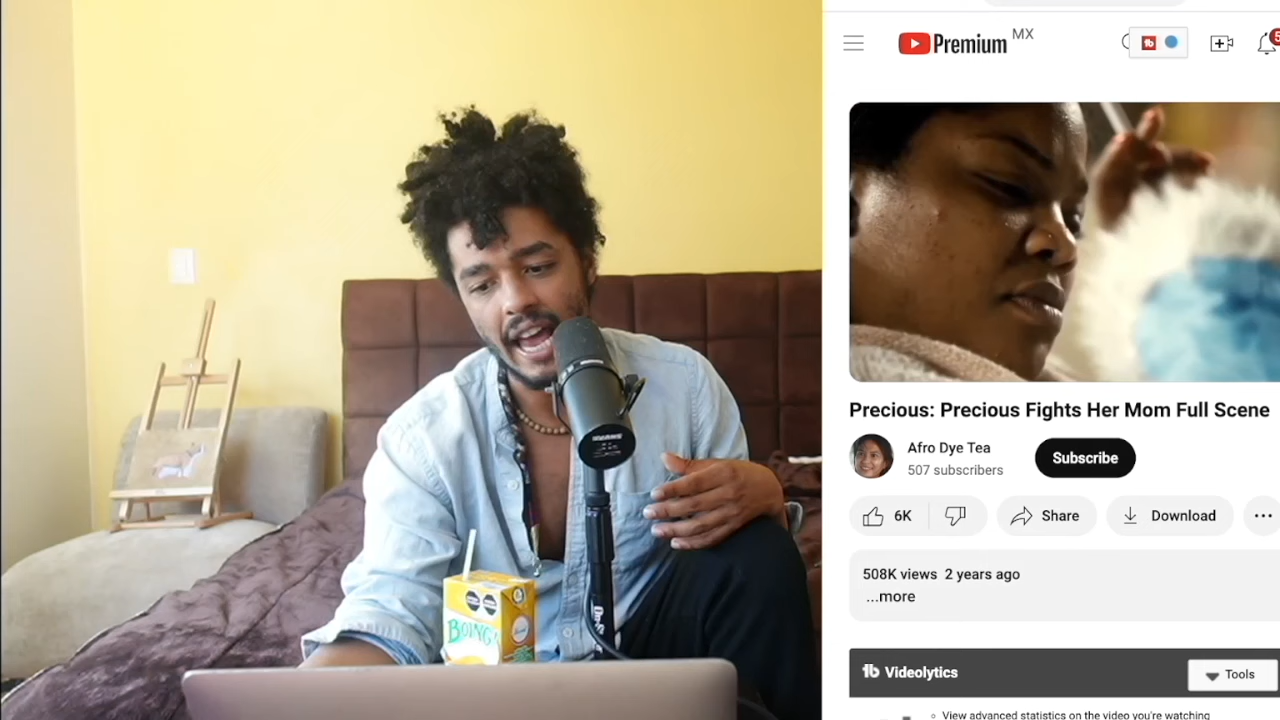 Premium MX
5
Precious: Precious Fights Her Mom Full Scene
Afro Dye Tea
507 subscribers
Subscribe
6K
Share
Download
508K views 2 years ago
...more
BOING
Videolytics
Tools
View advanced statistics on the video you're watching